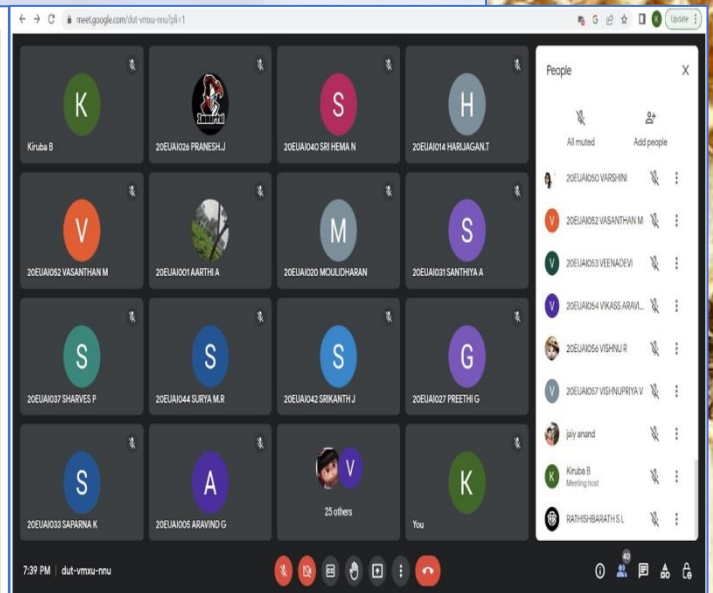 meet.google.com/dut-vmxu-nnu?pli=1
G
K
Update
K
Kiruba B
20EUAI026 PRANESH.J
S
20EUAI040 SRI HEMA N
H
20EUAI014 HARIJAGAN.T
V
20EUAI052 VASANTHAN M
20EUAI001 AARTHI A
M
20EUAI020 MOULIDHARAN
S
20EUAI031 SANTHIYA A
S
20EUAI037 SHARVES P
S
20EUAI044 SURYA M.R
S
20EUAI042 SRIKANTH J
G
20EUAI027 PREETHI G
S
20EUAI033 SAPARNA K
A
20EUAI005 ARAVIND G
V
25 others
K
You
People
All muted
Add people
20EUAI050 VARSHINI
V
20EUAI052 VASANTHAN M
V
20EUAI053 VEENADEVI
V
20EUAI054 VIKASS ARAVI...
20EUAI056 VISHNU R
V
20EUAI057 VISHNUPRIYA V
jaiy anand
K
Kiruba B
Meeting host
RATHISHBARATH S L
7:39 PM | dut-vmxu-nnu
40